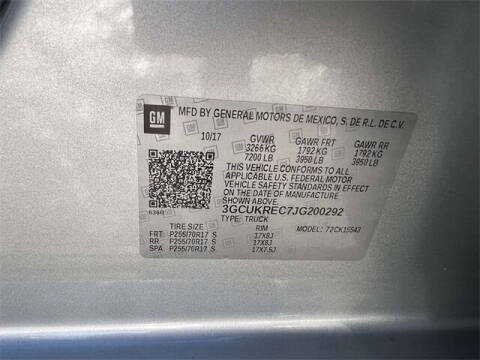 GM
MFD BY GENERAL MOTORS DE MEXICO, S. DE R.L. DE C.V.
10/17 GVWR GAWR FRT GAWR RR
3266 KG 1792 KG 1792 KG
7200 LB 3950 LB 3950 LB
THIS VEHICLE CONFORMS TO ALL
APPLICABLE U.S. FEDERAL MOTOR
VEHICLE SAFETY STANDARDS IN EFFECT
ON THE DATE OF MANUFACTURE
SHOWN ABOVE.
3GCUKREC7JG200292
TYPE: TRUCK
MODEL: 72CK15543
TIRE SIZE RIM
FRT: P255/70R17 S 17X8J
RR: P255/70R17 S 17X8J
SPA: P255/70R17 S 17X7.5J